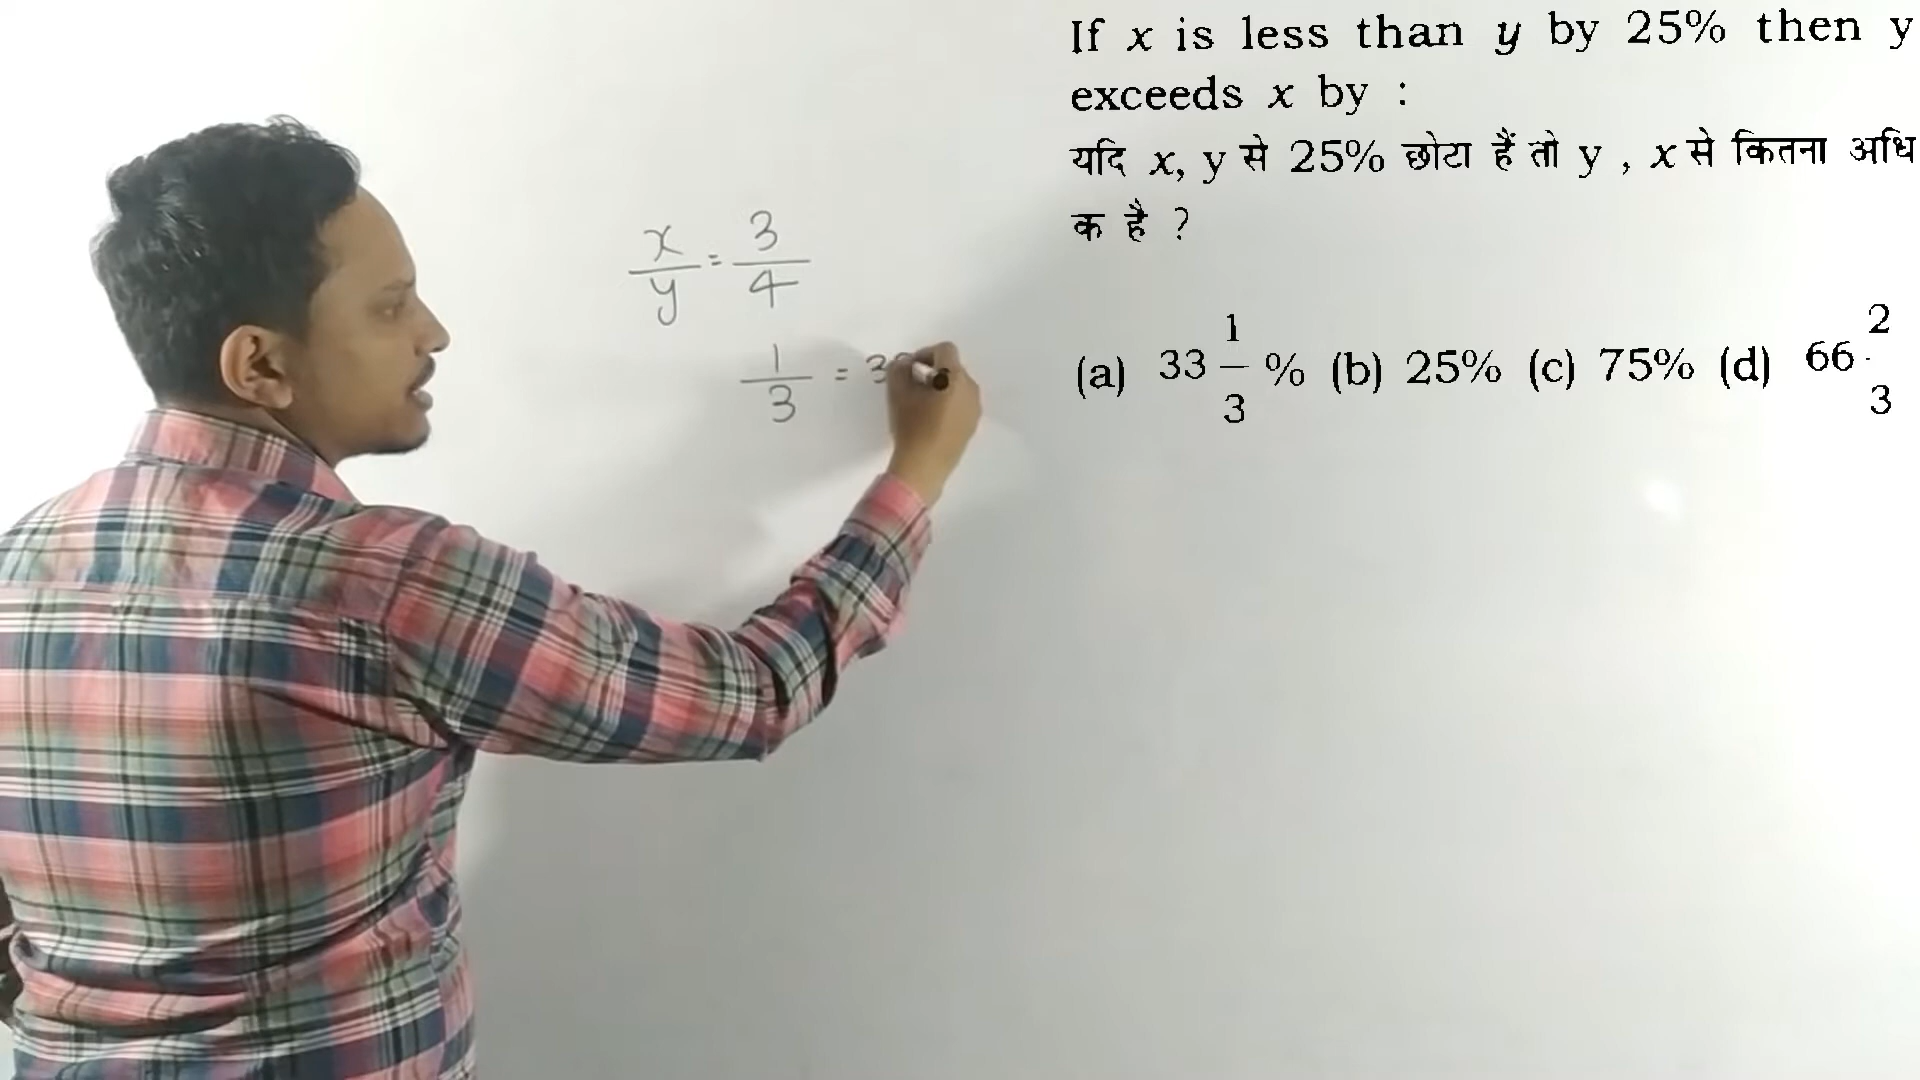 If x is less than y by 25% then y
exceeds x by :
यदि x, y से 25% छोटा हैं तो y , x से कितना अधि
क है ?
(a) 33 1/3 % (b) 25% (c) 75% (d) 66 2/3
x/y = 3/4
1/3 = 3